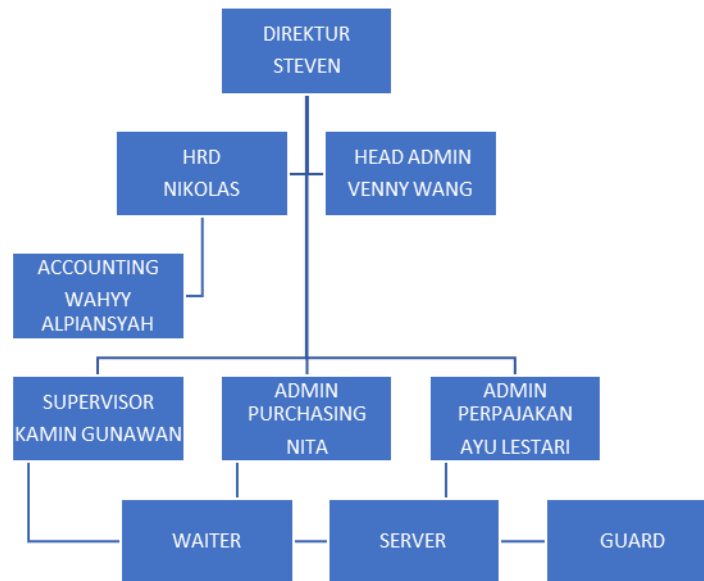 DIREKTUR
STEVEN
HRD
NIKOLAS
HEAD ADMIN
VENNY WANG
ACCOUNTING
WAHYY
ALPIANSYAH
SUPERVISOR
KAMIN GUNAWAN
ADMIN
PURCHASING
NITA
ADMIN
PERPAJAKAN
AYU LESTARI
WAITER
SERVER
GUARD